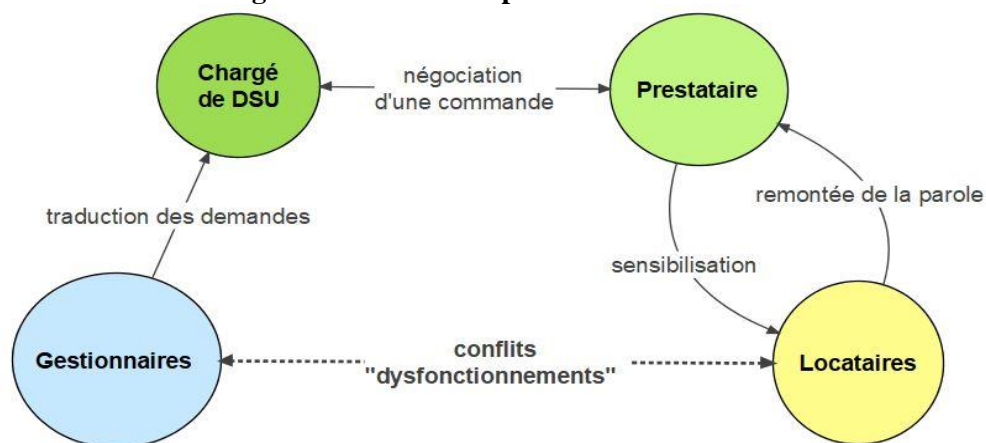 Chargé
de DSU
négociation
d'une commande
Prestataire
traduction des demandes
remontée de la parole
sensibilisation
Gestionnaires
conflits
"dysfonctionnements"
Locataires